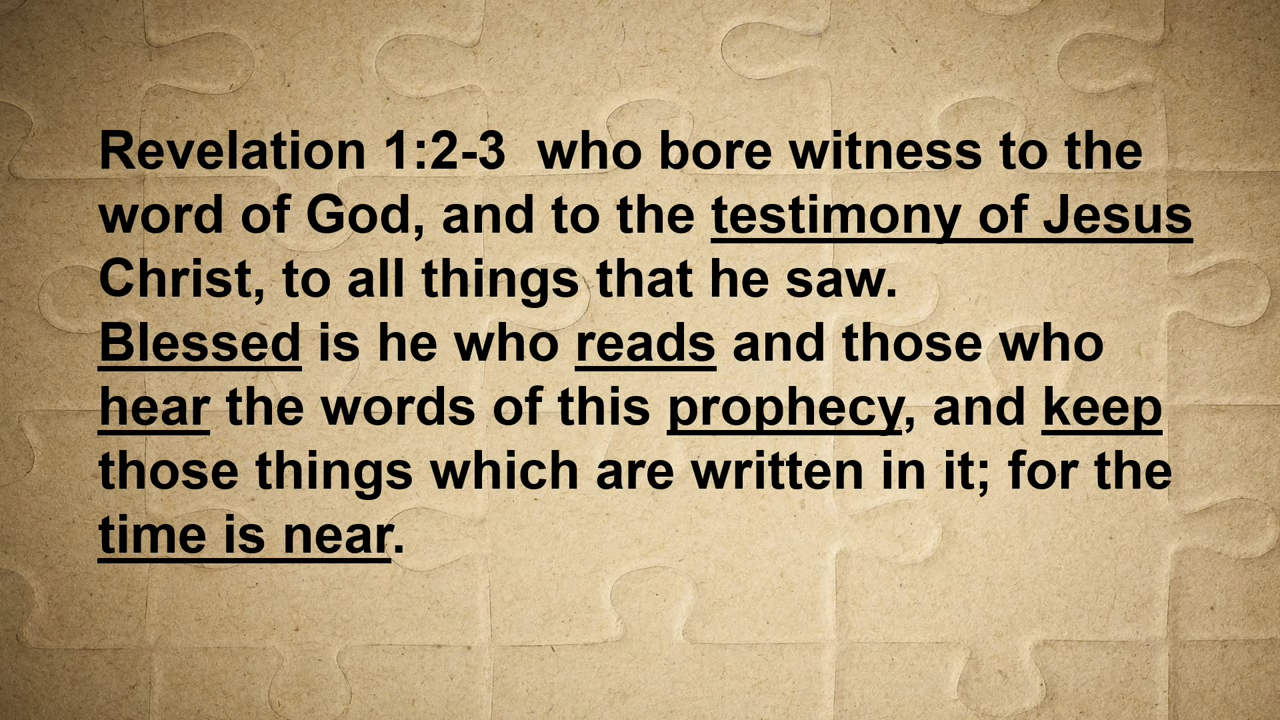 Revelation 1:2-3  who bore witness to the
word of God, and to the testimony of Jesus
Christ, to all things that he saw.
Blessed is he who reads and those who
hear the words of this prophecy, and keep
those things which are written in it; for the
time is near.